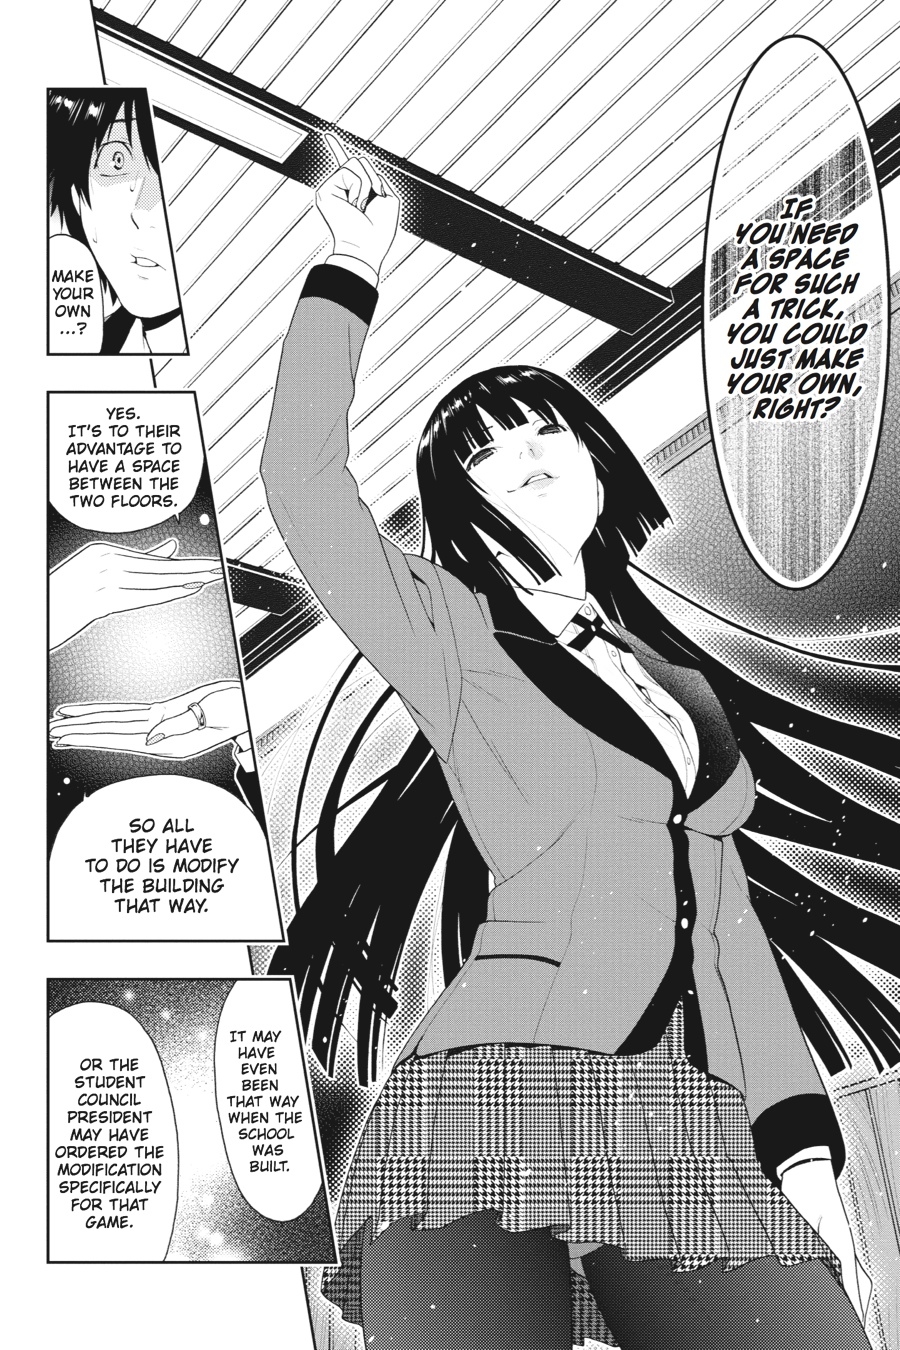 IF
YOU NEED
A SPACE
FOR SUCH
A TRICK,
YOU COULD
JUST MAKE
YOUR OWN,
RIGHT?
MAKE
YOUR
OWN
...?
YES.
IT'S TO THEIR
ADVANTAGE TO
HAVE A SPACE
BETWEEN THE
TWO FLOORS.
SO ALL
THEY HAVE
TO DO IS MODIFY
THE BUILDING
THAT WAY.
IT MAY
HAVE
EVEN
BEEN
THAT WAY
WHEN THE
SCHOOL
WAS
BUILT.
OR THE
STUDENT
COUNCIL
PRESIDENT
MAY HAVE
ORDERED THE
MODIFICATION
SPECIFICALLY
FOR THAT
GAME.